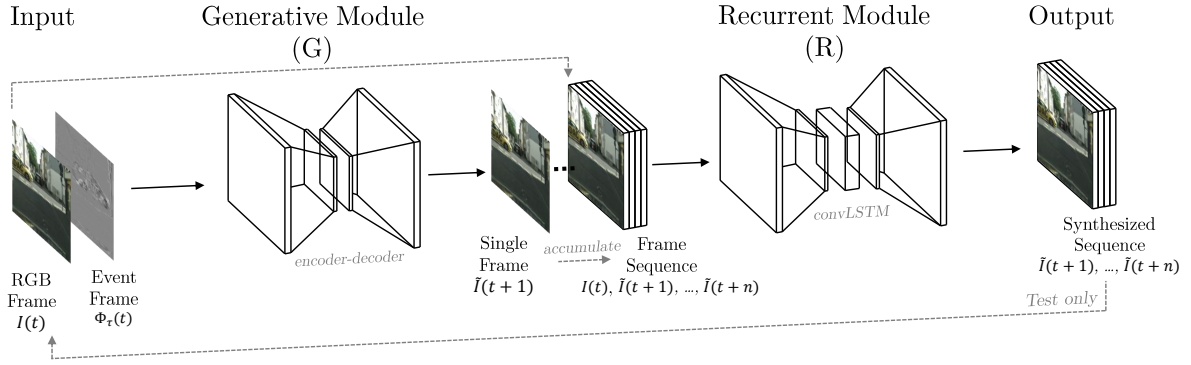 Input
Generative Module
(G)
Recurrent Module
(R)
Output
RGB
Frame
I(t)
Event
Frame
Φτ(t)
encoder-decoder
Single
Frame
Ĩ(t + 1)
accumulate
Frame
Sequence
I(t), Ĩ(t + 1), ..., Ĩ(t + n)
convLSTM
Synthesized
Sequence
Ĩ(t + 1), ..., Ĩ(t + n)
Test only